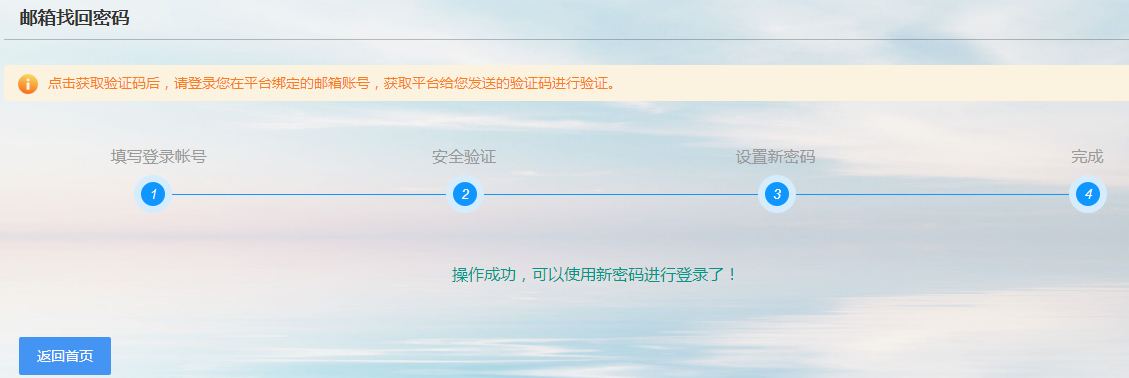 邮箱找回密码
点击获取验证码后，请登录您在平台绑定的邮箱账号，获取平台给您发送的验证码进行验证。
填写登录帐号 安全验证 设置新密码 完成
1 2 3 4
操作成功，可以使用新密码进行登录了！
返回首页